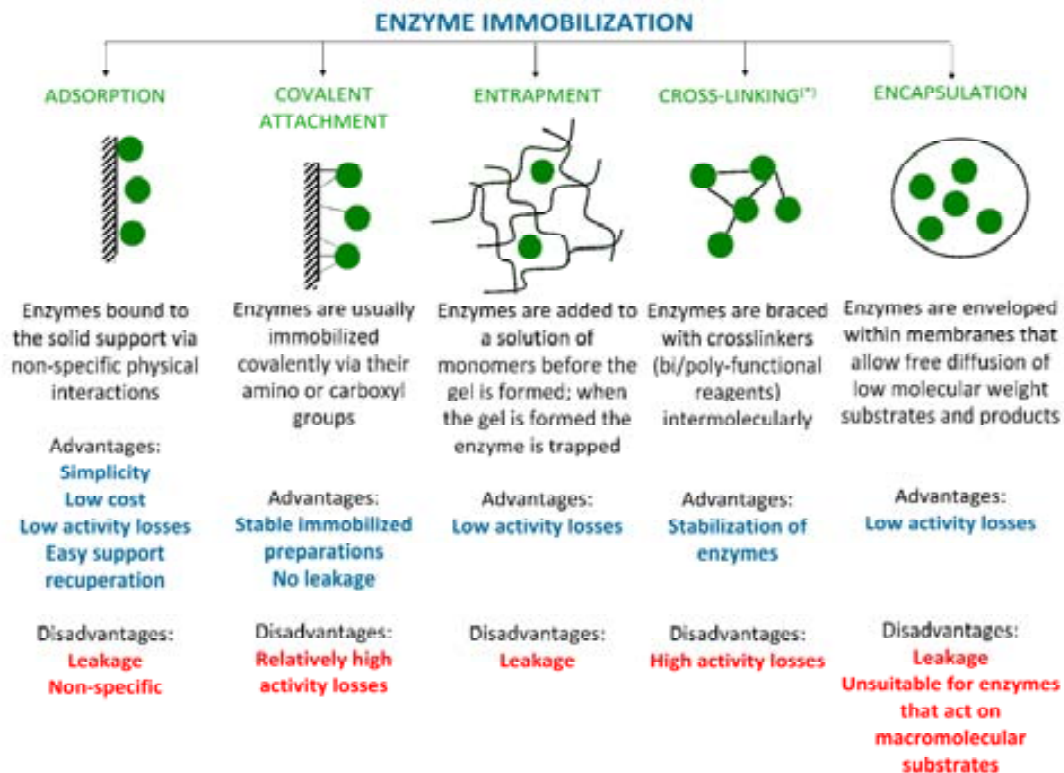 ENZYME IMMOBILIZATION
ADSORPTION
Enzymes bound to
the solid support via
non-specific physical
interactions
Advantages:
Simplicity
Low cost
Low activity losses
Easy support
recuperation
Disadvantages:
Leakage
Non-specific
COVALENT
ATTACHMENT
Enzymes are usually
immobilized
covalently via their
amino or carboxyl
groups
Advantages:
Stable immobilized
preparations
No leakage
Disadvantages:
Relatively high
activity losses
ENTRAPMENT
Enzymes are added to
a solution of
monomers before the
gel is formed; when
the gel is formed the
enzyme is trapped
Advantages:
Low activity losses
Disadvantages:
Leakage
CROSS-LINKING(*)
Enzymes are braced
with crosslinkers
(bi/poly-functional
reagents)
intermolecularly
Advantages:
Stabilization of
enzymes
Disadvantages:
High activity losses
ENCAPSULATION
Enzymes are enveloped
within membranes that
allow free diffusion of
low molecular weight
substrates and products
Advantages:
Low activity losses
Disadvantages:
Leakage
Unsuitable for enzymes
that act on
macromolecular
substrates